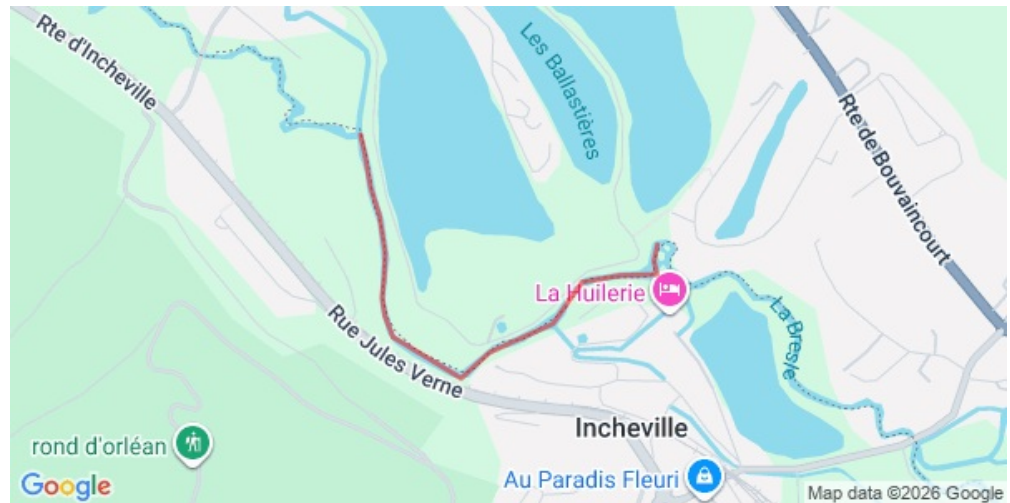 Rte d'Incheville
Les Ballastières
Rte de Bouvaincourt
La Huilerie
La Bresle
Rue Jules Verne
Incheville
rond d'orléan
Au Paradis Fleuri
Google
Map data ©2026 Google